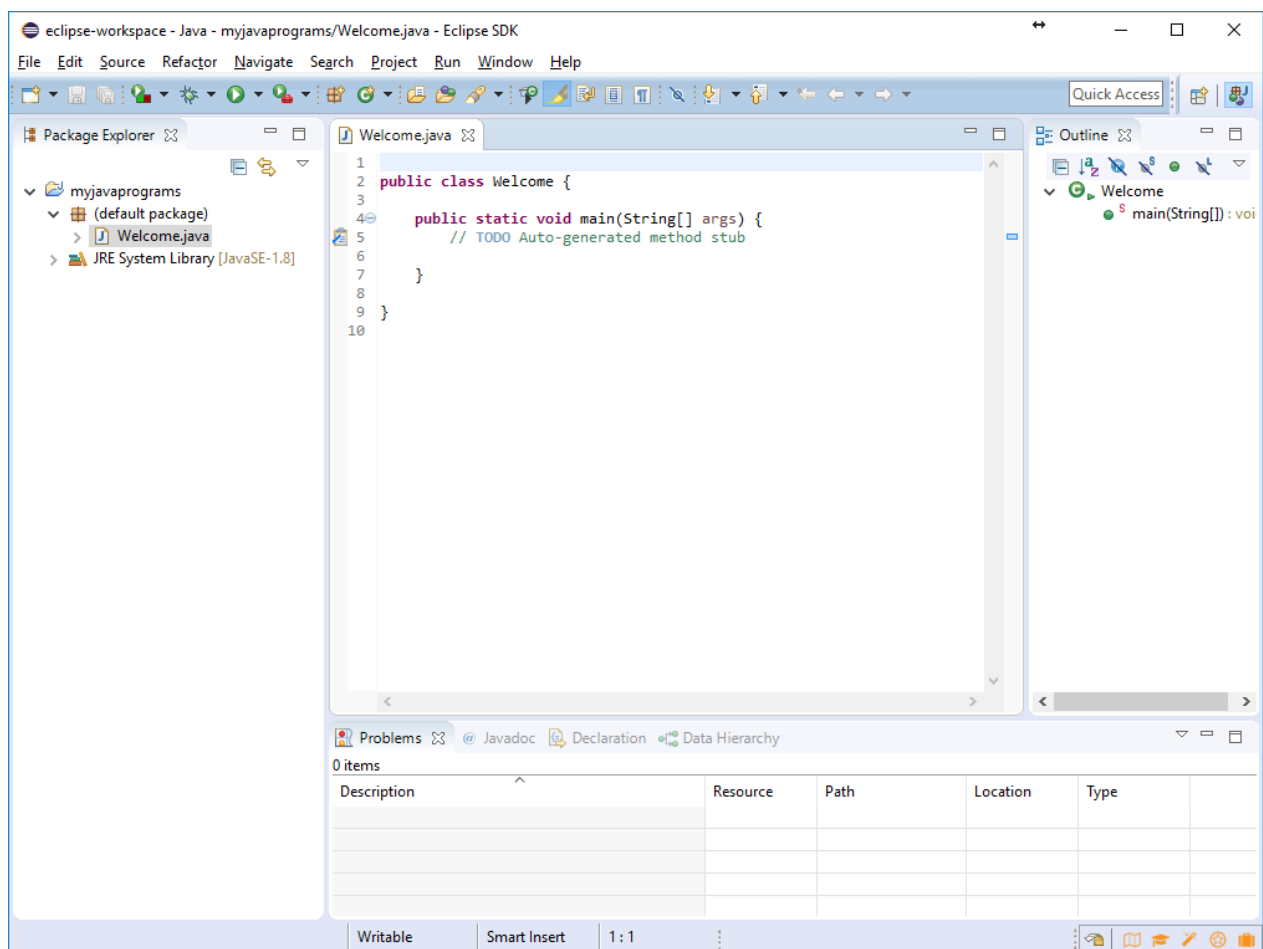 eclipse-workspace - Java - myjavaprograms/Welcome.java - Eclipse SDK
File Edit Source Refactor Navigate Search Project Run Window Help
Quick Access
Package Explorer
myjavaprograms
(default package)
Welcome.java
JRE System Library [JavaSE-1.8]
Welcome.java
1
2 public class Welcome {
3
4 public static void main(String[] args) {
5 // TODO Auto-generated method stub
6
7 }
8
9 }
10
Outline
Welcome
main(String[]) : voi
Problems @ Javadoc Declaration Data Hierarchy
0 items
Description Resource Path Location Type
Writable Smart Insert 1 : 1